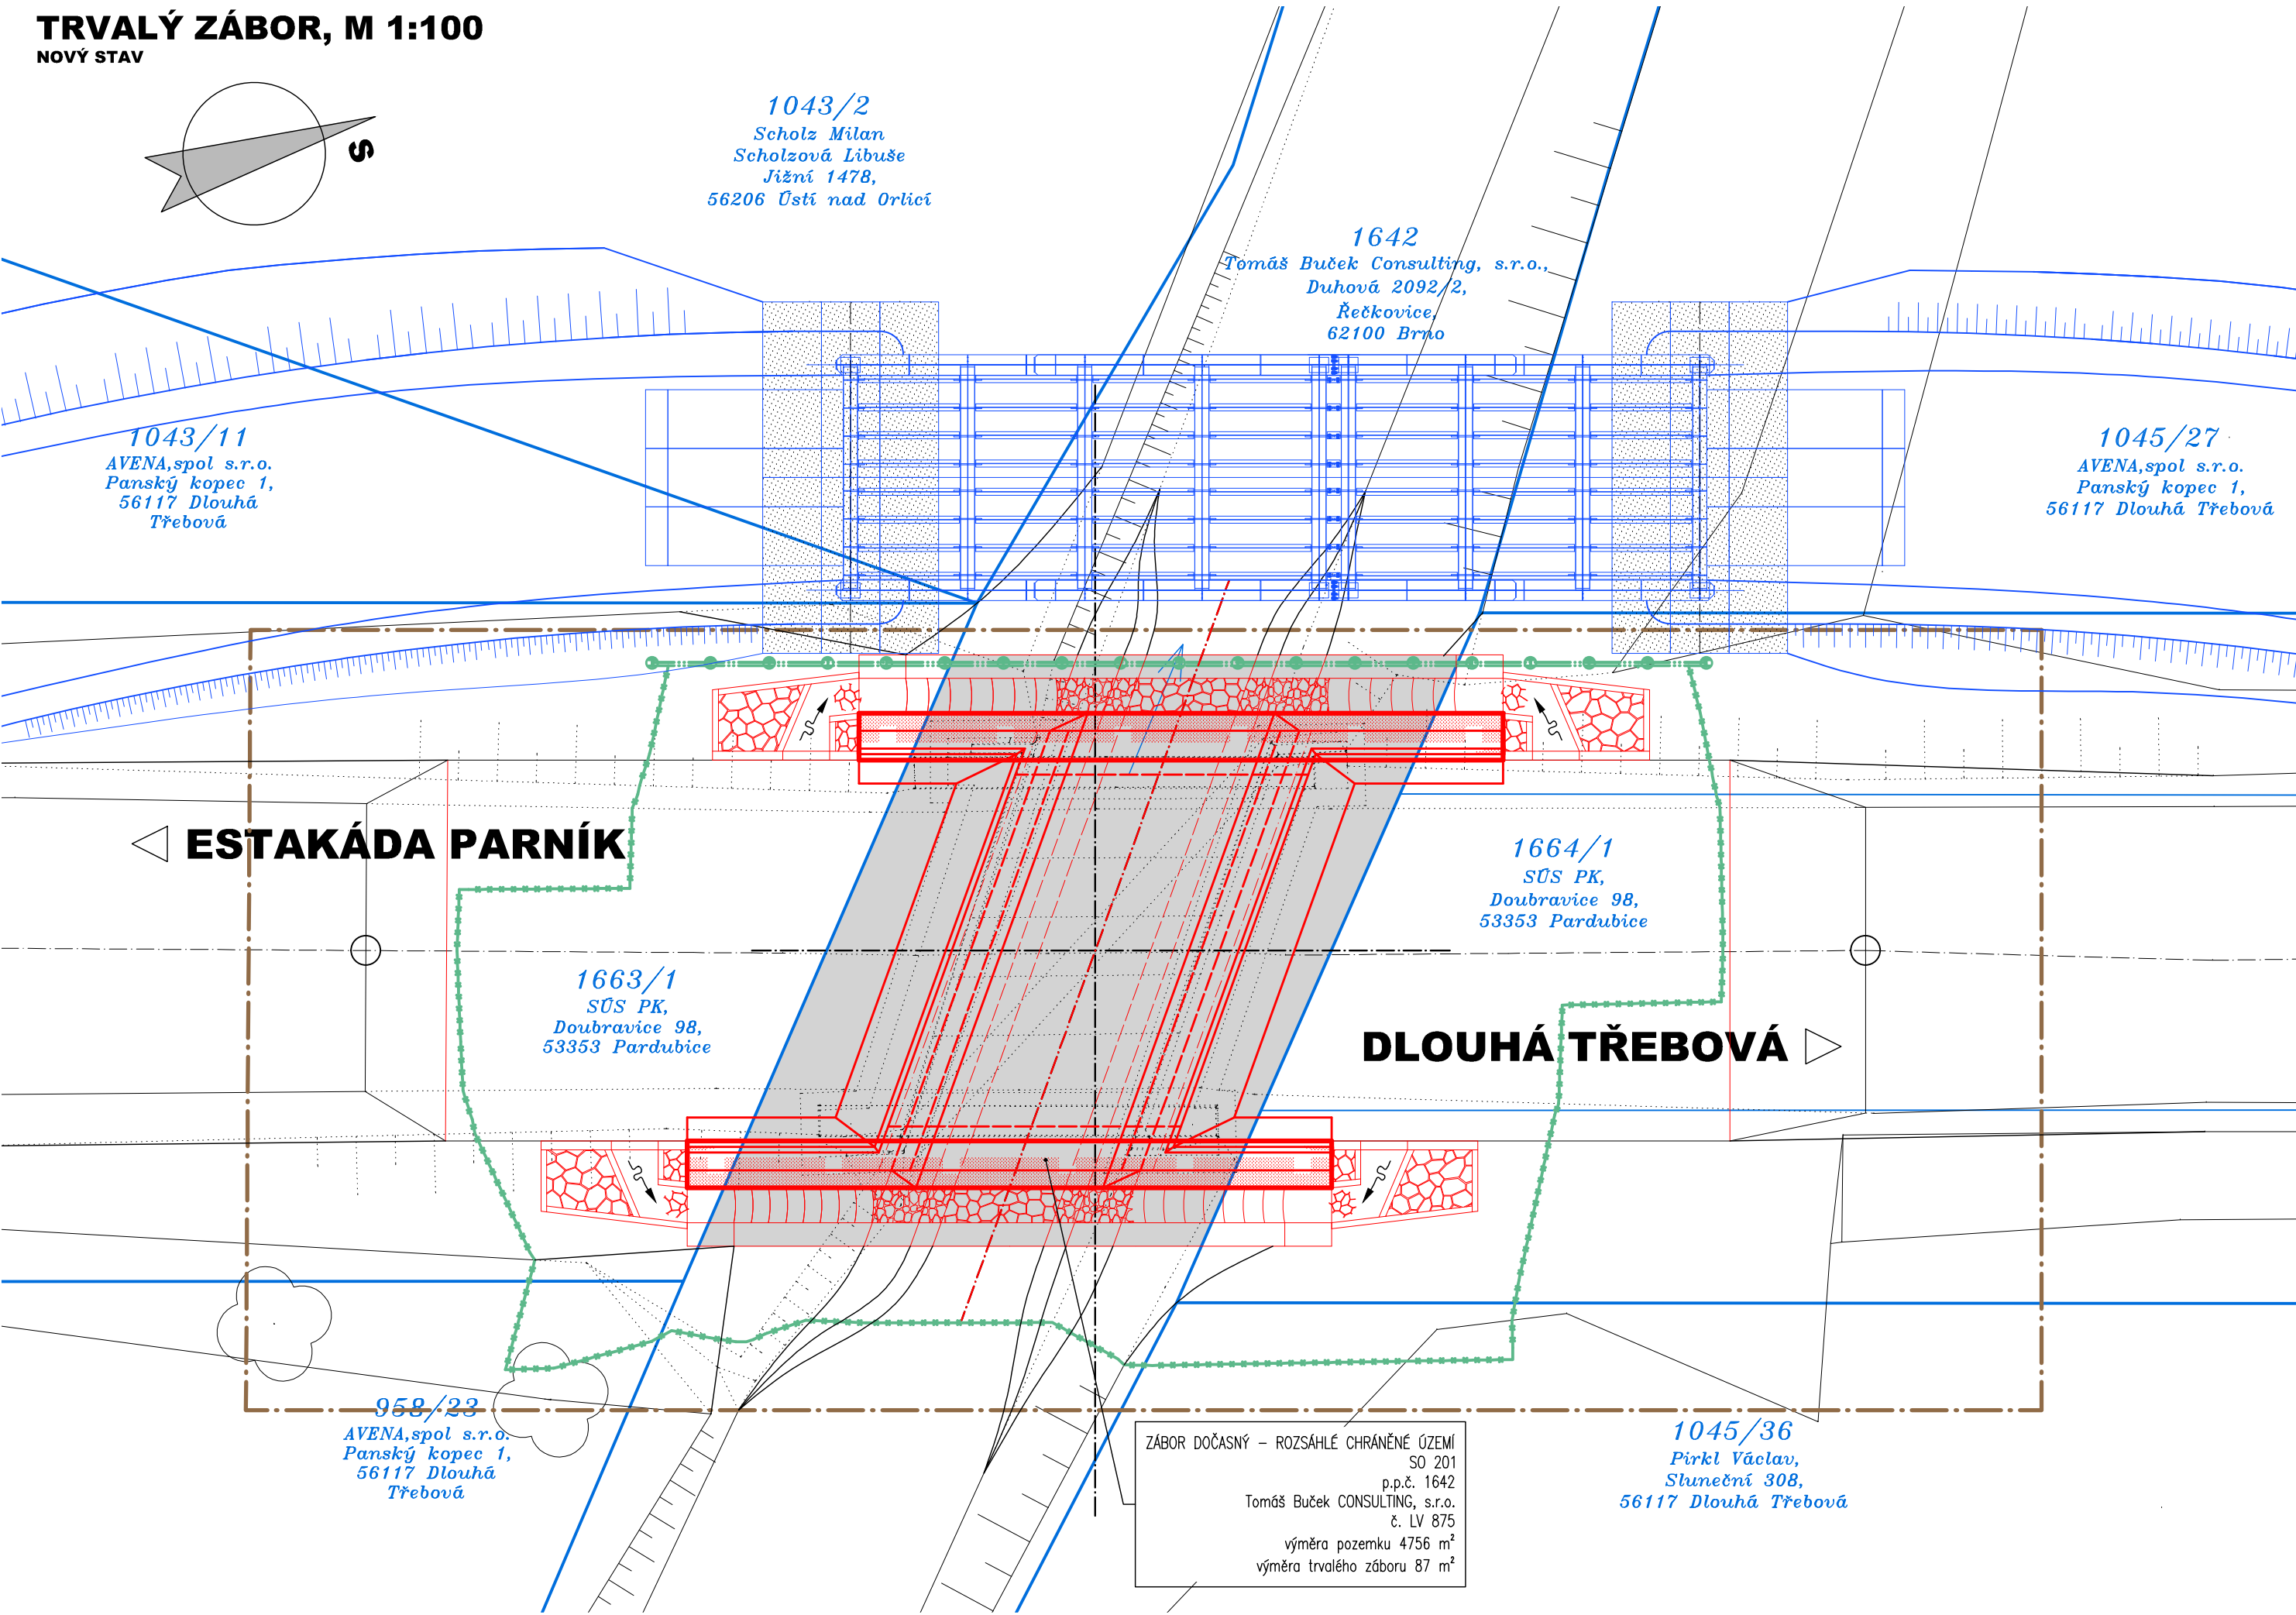 TRVALÝ ZÁBOR, M 1:100
NOVÝ STAV
S
1043/2
Scholz Milan
Scholzová Libuše
Jižní 1478,
56206 Ústí nad Orlicí
1642
Tomáš Buček Consulting, s.r.o.,
Duhová 2092/2,
Řečkovice,
62100 Brno
1043/11
AVENA,spol s.r.o.
Panský kopec 1,
56117 Dlouhá
Třebová
1045/27
AVENA,spol s.r.o.
Panský kopec 1,
56117 Dlouhá Třebová
ESTAKÁDA PARNÍK
1664/1
SÚS PK,
Doubravice 98,
53353 Pardubice
1663/1
SÚS PK,
Doubravice 98,
53353 Pardubice
DLOUHÁ TŘEBOVÁ
958/23
AVENA,spol s.r.o.
Panský kopec 1,
56117 Dlouhá
Třebová
ZÁBOR DOČASNÝ – ROZSÁHLÉ CHRÁNĚNÉ ÚZEMÍ
SO 201
p.p.č. 1642
Tomáš Buček CONSULTING, s.r.o.
č. LV 875
výměra pozemku 4756 m²
výměra trvalého záboru 87 m²
1045/36
Pirkl Václav,
Sluneční 308,
56117 Dlouhá Třebová